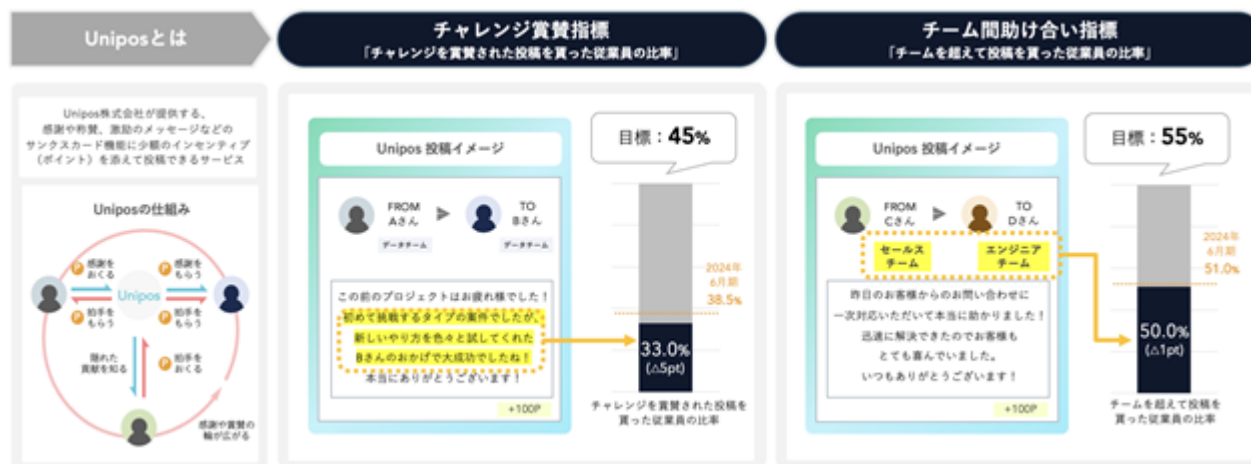 Uniposとは
Unipos株式会社が提供する、
感謝や称賛、激励のメッセージなどの
サンクスカード機能に少額のインセンティブ
（ポイント）を添えて投稿できるサービス
Uniposの仕組み
P 感謝を
おくる
P 感謝を
もらう
Unipos
P 拍手を
もらう
P 拍手を
もらう
隠れた
貢献を知る
P 拍手を
おくる
感謝や賞賛の
輪が広がる
チャレンジ賞賛指標
「チャレンジを賞賛された投稿を貰った従業員の比率」
Unipos 投稿イメージ
FROM
Aさん
TO
Bさん
データチーム
データチーム
この前のプロジェクトはお疲れ様でした！
初めて挑戦するタイプの案件でしたが、
新しいやり方を色々と試してくれた
Bさんのおかげで大成功でしたね！
本当にありがとうございます！
+100P
目標：45%
2024年
6月期
38.5%
33.0%
(△5pt)
チャレンジを賞賛された投稿を
貰った従業員の比率
チーム間助け合い指標
「チームを超えて投稿を貰った従業員の比率」
Unipos 投稿イメージ
FROM
Cさん
TO
Dさん
セールス
チーム
エンジニア
チーム
昨日のお客様からのお問い合わせに
一次対応いただいて本当に助かりました！
迅速に解決できたのでお客様も
とても喜んでいました。
いつもありがとうございます！
+100P
目標：55%
2024年
6月期
51.0%
50.0%
(△1pt)
チームを超えて投稿を
貰った従業員の比率